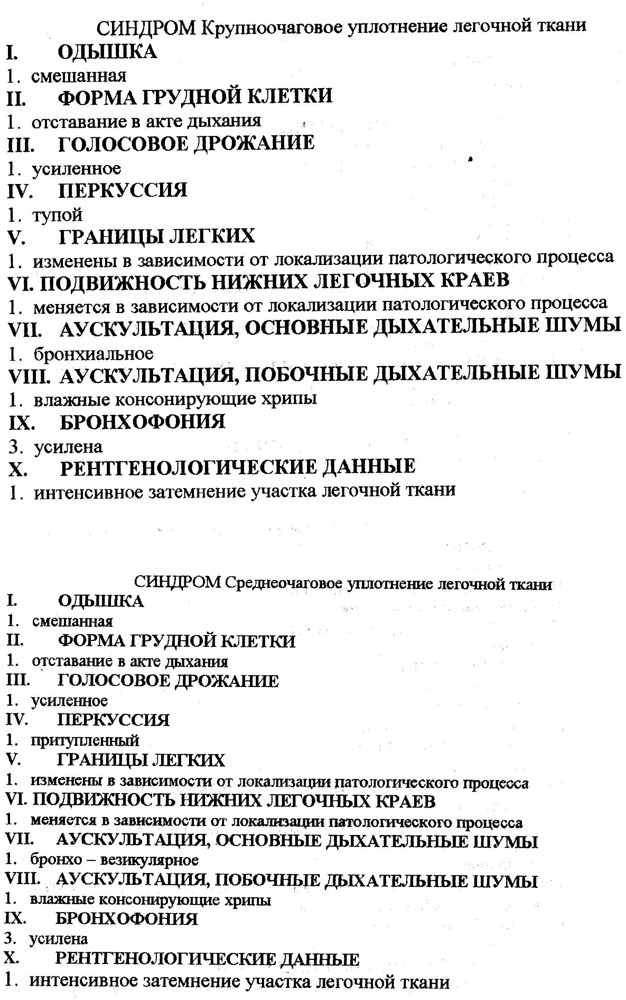 СИНДРОМ Крупноочаговое уплотнение легочной ткани
I. ОДЫШКА
1. смешанная
II. ФОРМА ГРУДНОЙ КЛЕТКИ
1. отставание в акте дыхания
III. ГОЛОСОВОЕ ДРОЖАНИЕ
1. усиленное
IV. ПЕРКУССИЯ
1. тупой
V. ГРАНИЦЫ ЛЕГКИХ
1. изменены в зависимости от локализации патологического процесса
VI. ПОДВИЖНОСТЬ НИЖНИХ ЛЕГОЧНЫХ КРАЕВ
1. меняется в зависимости от локализации патологического процесса
VII. АУСКУЛЬТАЦИЯ, ОСНОВНЫЕ ДЫХАТЕЛЬНЫЕ ШУМЫ
1. бронхиальное
VIII. АУСКУЛЬТАЦИЯ, ПОБОЧНЫЕ ДЫХАТЕЛЬНЫЕ ШУМЫ
1. влажные консонирующие хрипы
IX. БРОНХОФОНИЯ
3. усилена
X. РЕНТГЕНОЛОГИЧЕСКИЕ ДАННЫЕ
1. интенсивное затемнение участка легочной ткани
СИНДРОМ Среднеочаговое уплотнение легочной ткани
I. ОДЫШКА
1. смешанная
II. ФОРМА ГРУДНОЙ КЛЕТКИ
1. отставание в акте дыхания
III. ГОЛОСОВОЕ ДРОЖАНИЕ
1. усиленное
IV. ПЕРКУССИЯ
1. притупленный
V. ГРАНИЦЫ ЛЕГКИХ
1. изменены в зависимости от локализации патологического процесса
VI. ПОДВИЖНОСТЬ НИЖНИХ ЛЕГОЧНЫХ КРАЕВ
1. меняется в зависимости от локализации патологического процесса
VII. АУСКУЛЬТАЦИЯ, ОСНОВНЫЕ ДЫХАТЕЛЬНЫЕ ШУМЫ
1. бронхо – везикулярное
VIII. АУСКУЛЬТАЦИЯ, ПОБОЧНЫЕ ДЫХАТЕЛЬНЫЕ ШУМЫ
1. влажные консонирующие хрипы
IX. БРОНХОФОНИЯ
3. усилена
X. РЕНТГЕНОЛОГИЧЕСКИЕ ДАННЫЕ
1. интенсивное затемнение участка легочной ткани